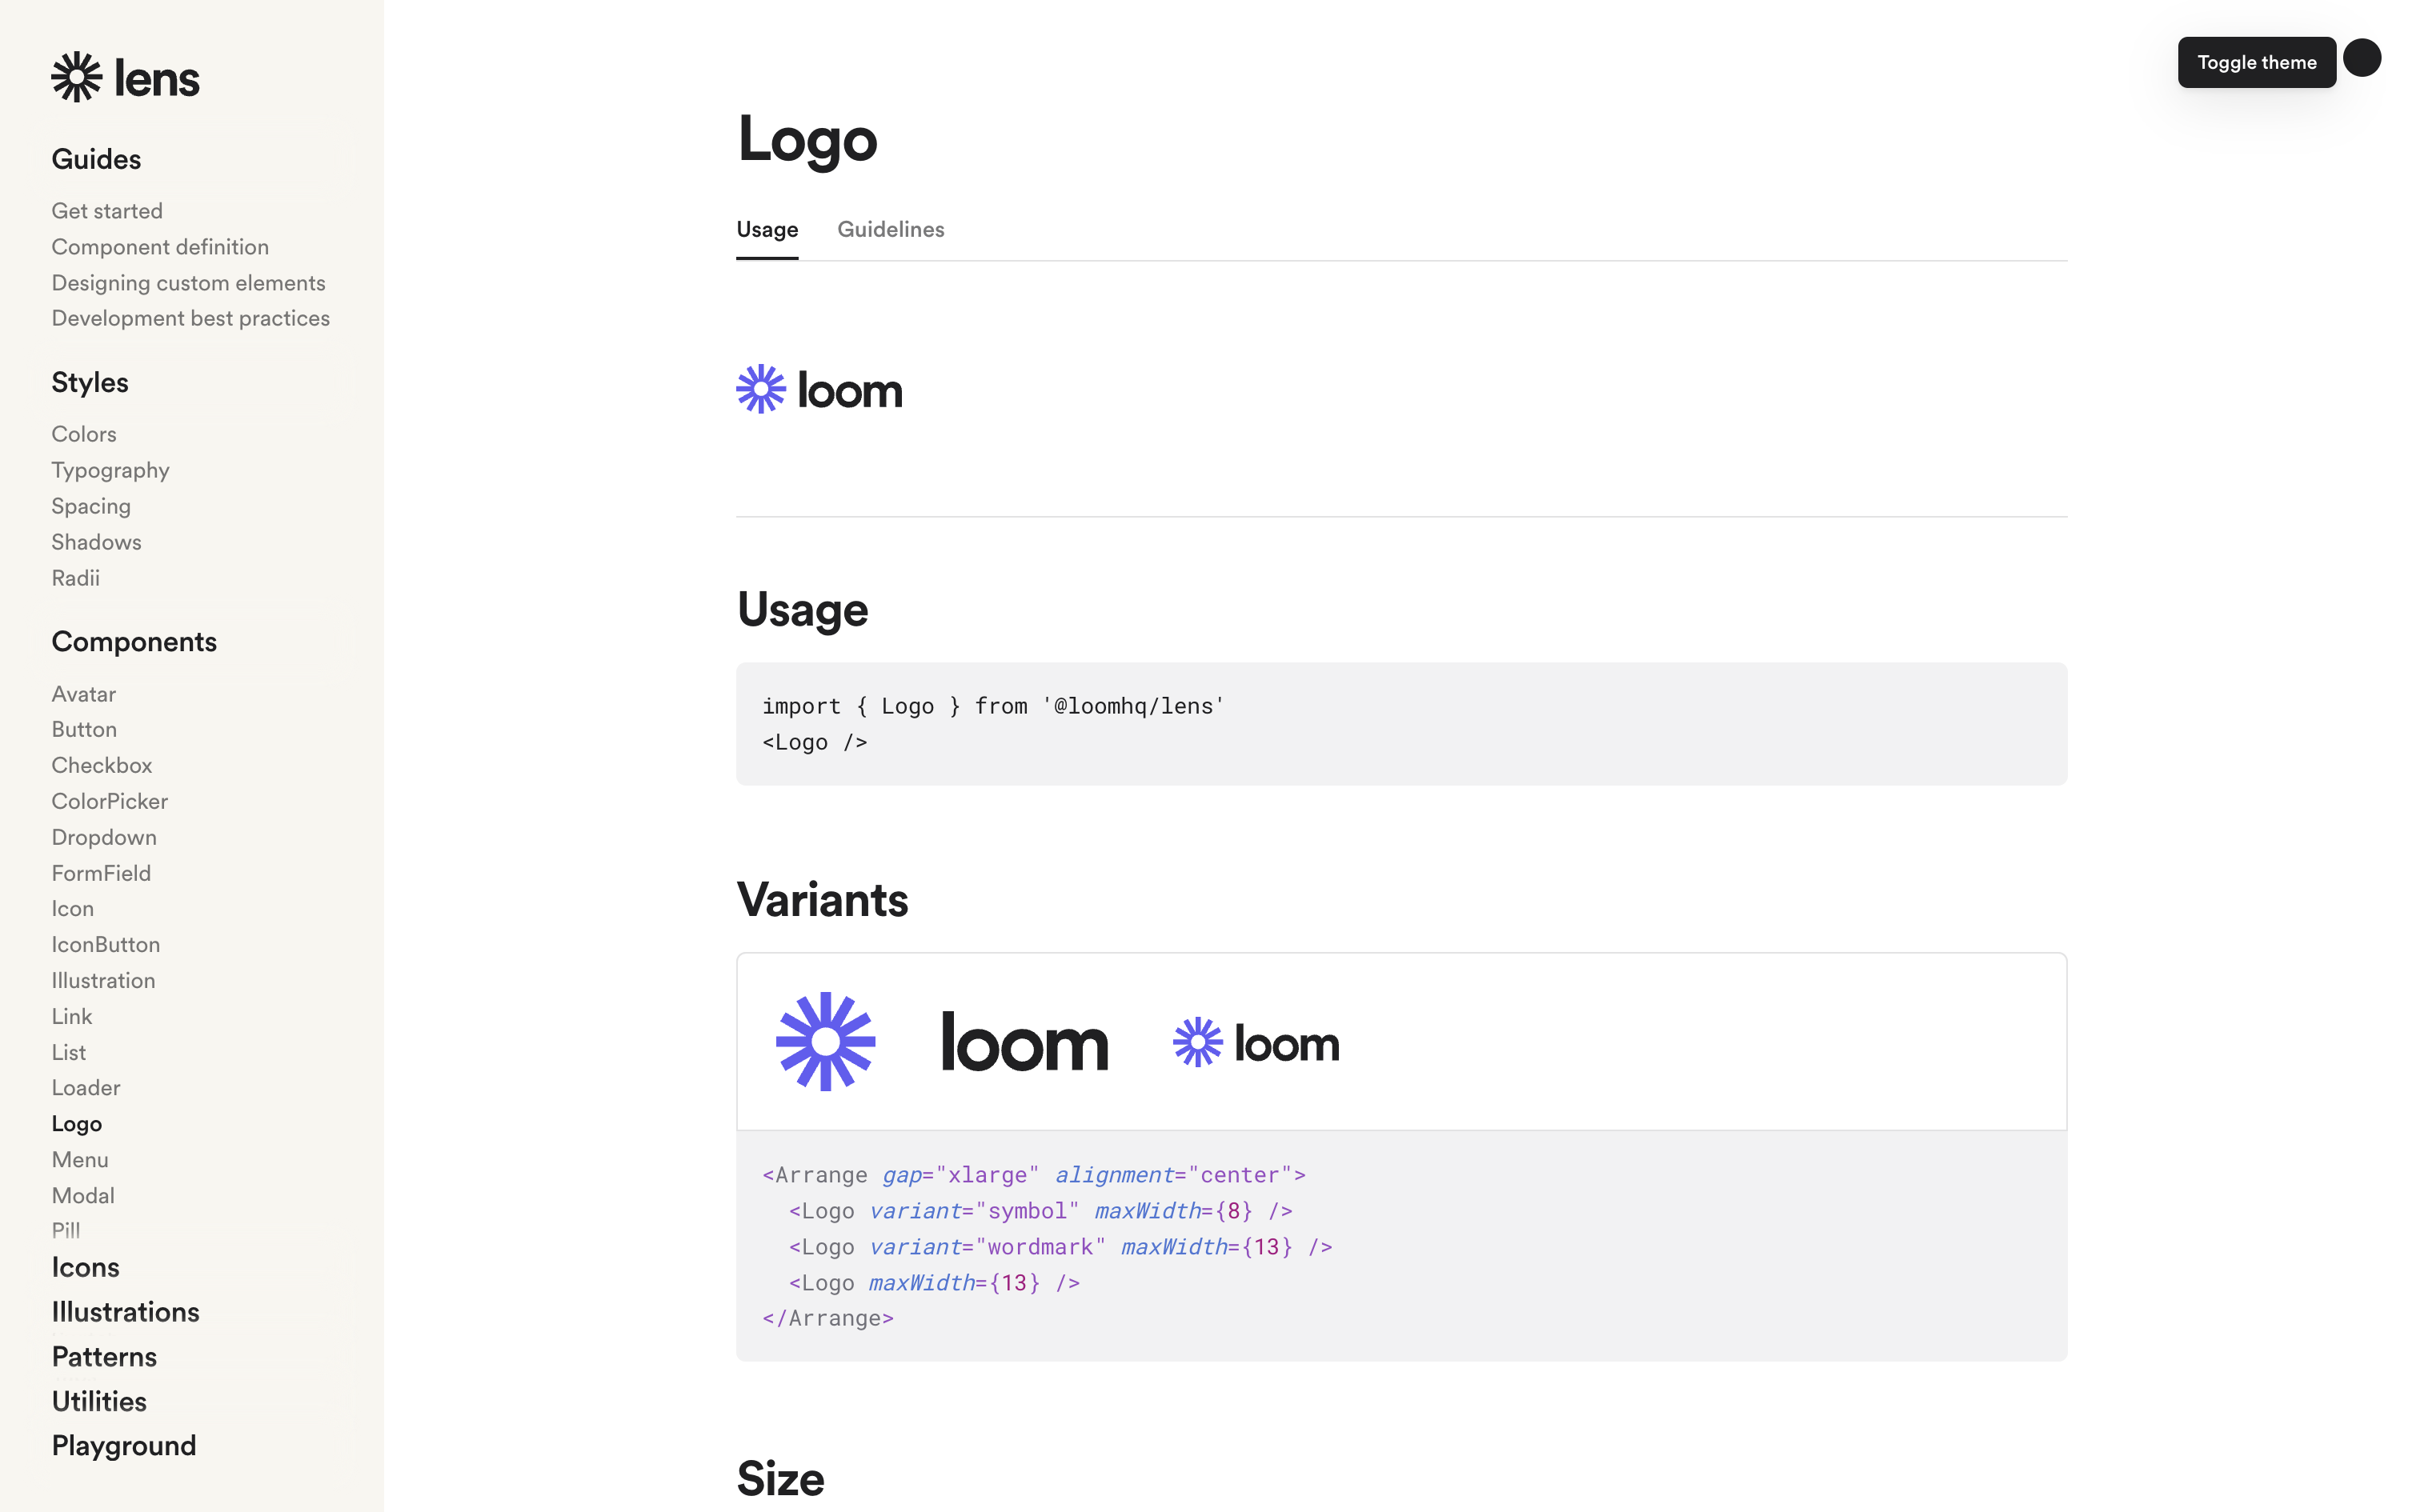 lens
Guides
Get started
Component definition
Designing custom elements
Development best practices
Styles
Colors
Typography
Spacing
Shadows
Radii
Components
Avatar
Button
Checkbox
ColorPicker
Dropdown
FormField
Icon
IconButton
Illustration
Link
List
Loader
Logo
Menu
Modal
Pill
Icons
Illustrations
Patterns
Utilities
Playground
Toggle theme
Logo
Usage Guidelines
loom
Usage
import { Logo } from '@loomhq/lens'
<Logo />
Variants
loom loom
<Arrange gap="xlarge" alignment="center">
  <Logo variant="symbol" maxWidth={8} />
  <Logo variant="wordmark" maxWidth={13} />
  <Logo maxWidth={13} />
</Arrange>
Size